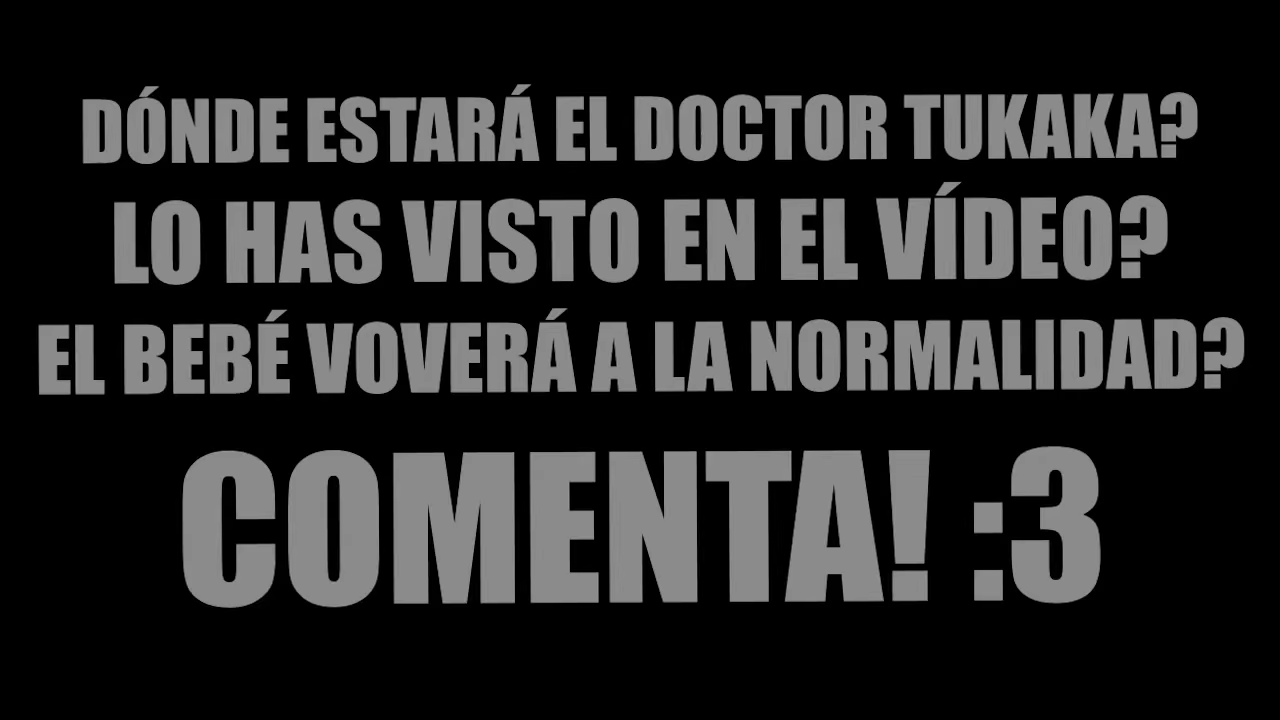 DÓNDE ESTARÁ EL DOCTOR TUKAKA?
LO HAS VISTO EN EL VÍDEO?
EL BEBÉ VOVERÁ A LA NORMALIDAD?
COMENTA! :3